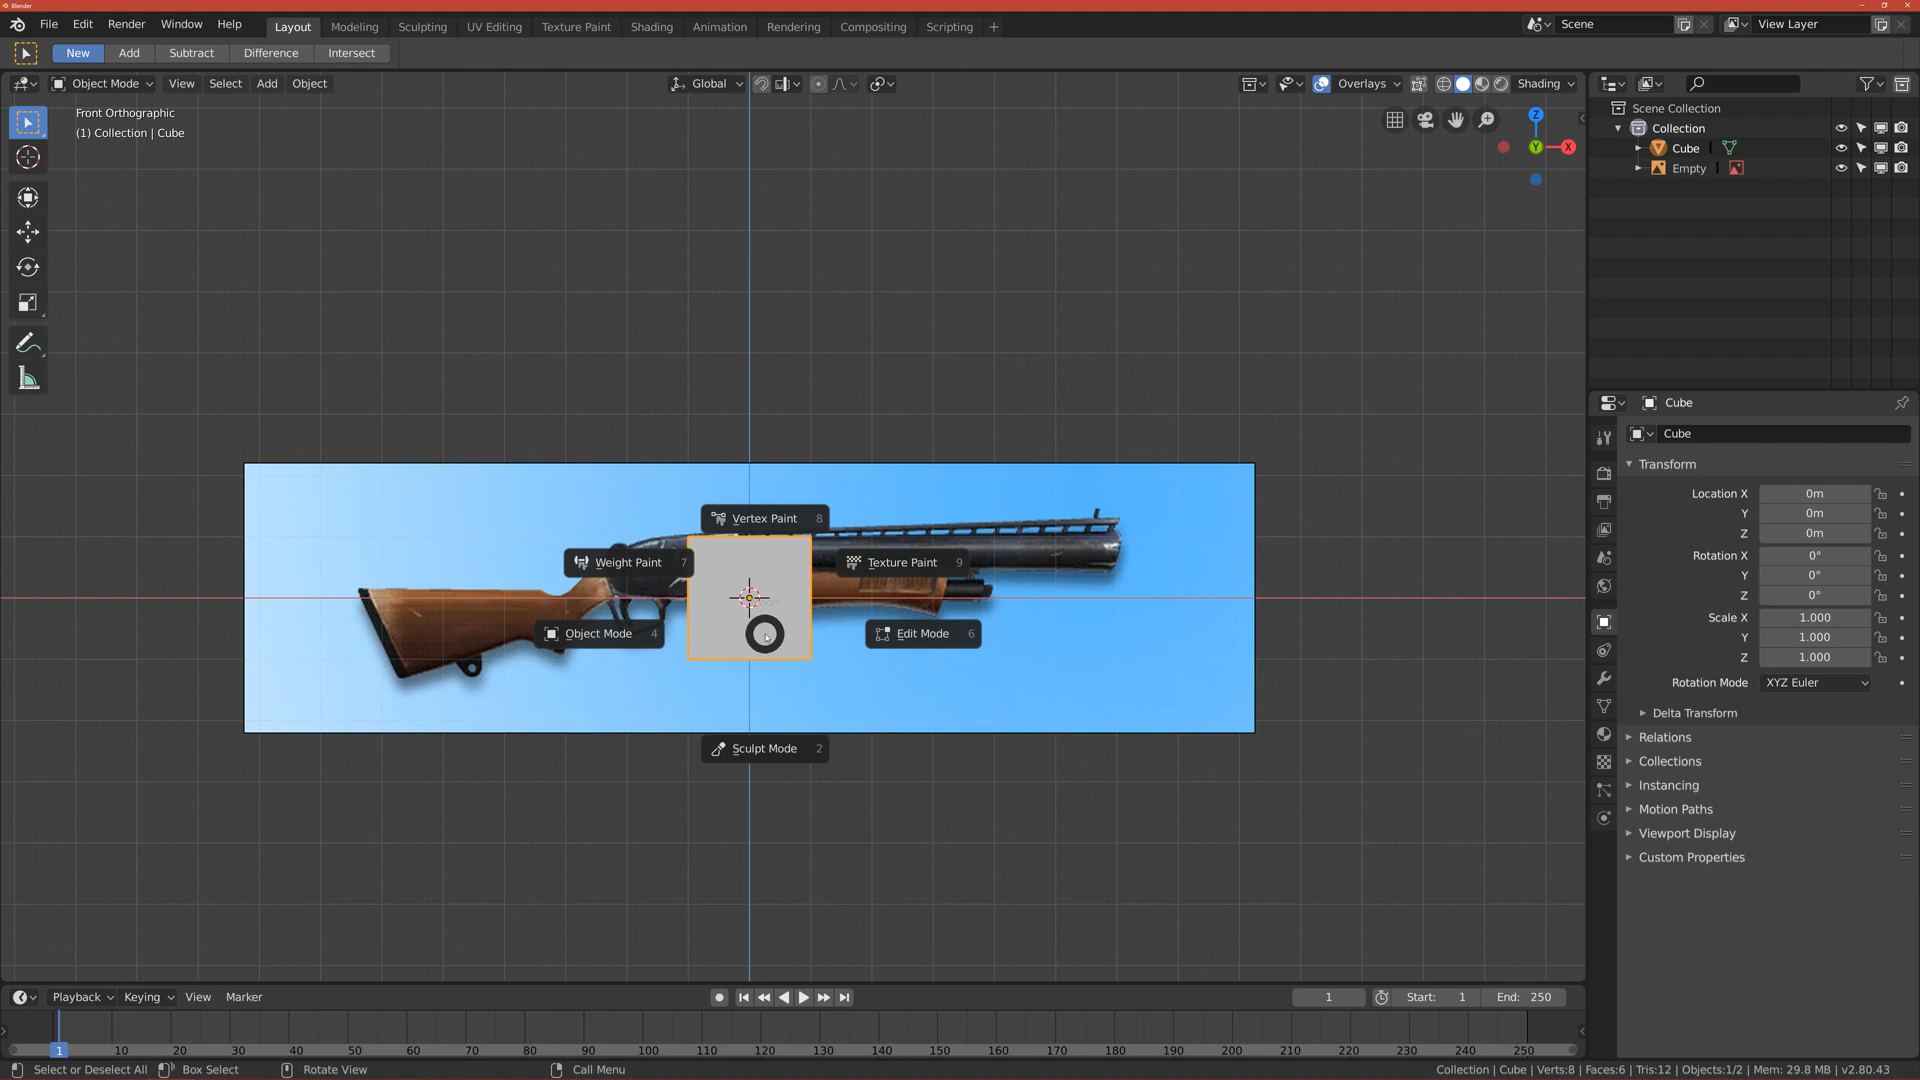 Blender
File Edit Render Window Help
Layout Modeling Sculpting UV Editing Texture Paint Shading Animation Rendering Compositing Scripting +
Scene
View Layer
New Add Subtract Difference Intersect
Object Mode View Select Add Object
Global
Overlays
Shading
Front Orthographic
(1) Collection | Cube
Z
Y
X
Vertex Paint 8
Weight Paint 7
Texture Paint 9
Object Mode 4
Edit Mode 6
Sculpt Mode 2
Scene Collection
Collection
Cube
Empty
Cube
Cube
Transform
Location X 0m
Y 0m
Z 0m
Rotation X 0°
Y 0°
Z 0°
Scale X 1.000
Y 1.000
Z 1.000
Rotation Mode XYZ Euler
Delta Transform
Relations
Collections
Instancing
Motion Paths
Viewport Display
Custom Properties
Playback Keying View Marker
1
Start: 1
End: 250
1 10 20 30 40 50 60 70 80 90 100 110 120 130 140 150 160 170 180 190 200 210 220 230 240 250
Select or Deselect All
Box Select
Rotate View
Call Menu
Collection | Cube | Verts:8 | Faces:6 | Tris:12 | Objects:1/2 | Mem: 29.8 MB | v2.80.43